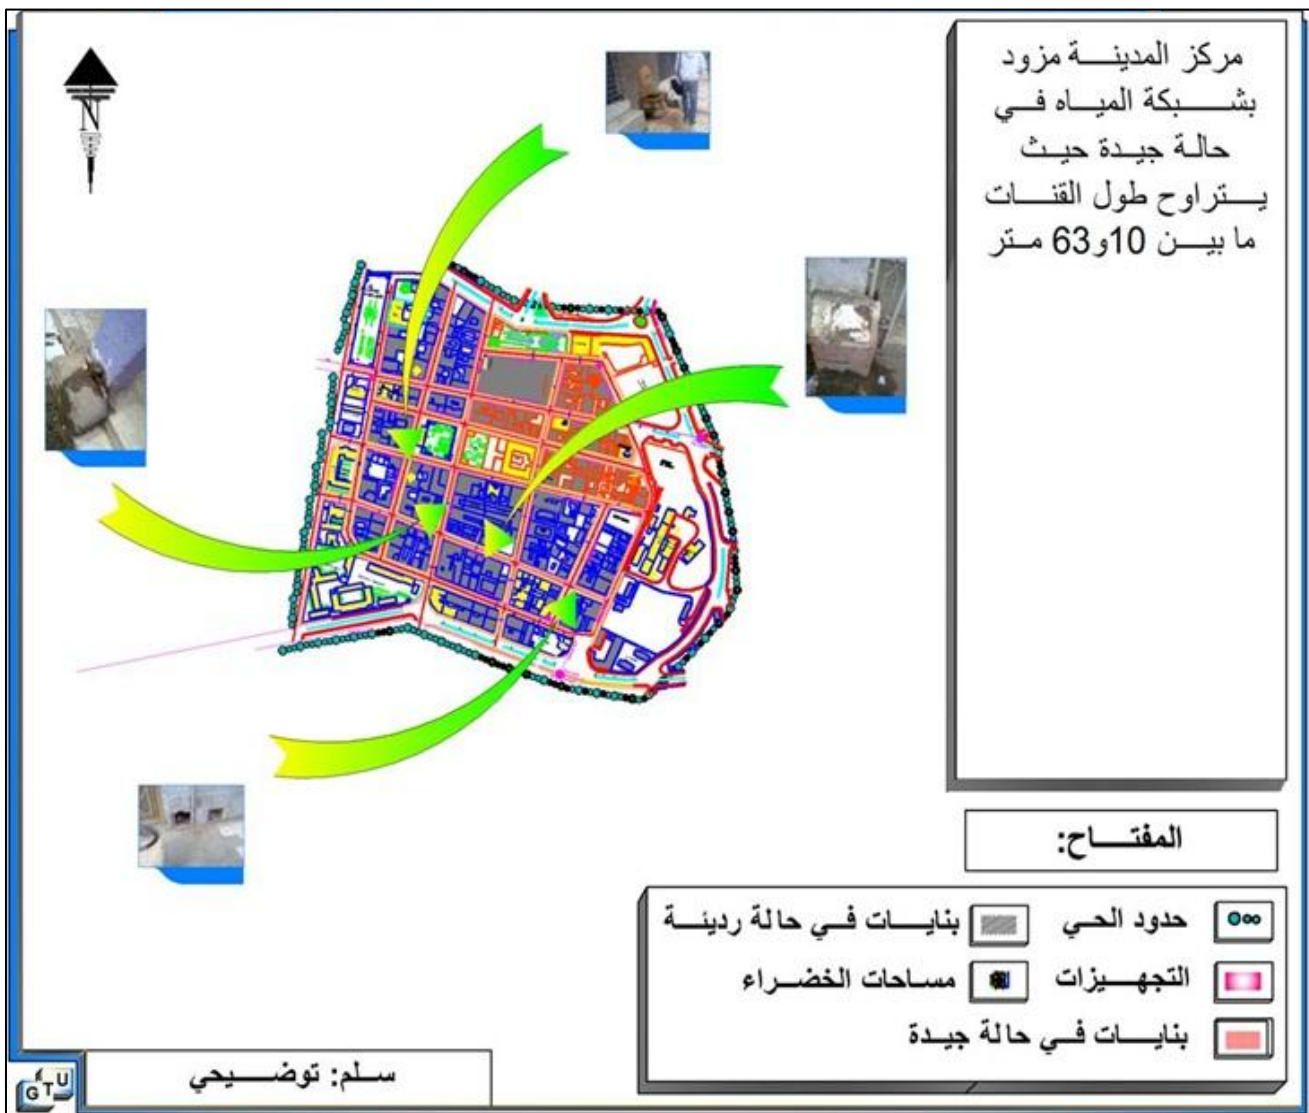 مركز المدينة مزود
بشبكة المياه في
حالة جيدة حيث
يتراوح طول القنات
ما بين 10و63 متر
N
المفتاح:
حدود الحي
بنايات في حالة رديئة
التجهيزات
مساحات الخضراء
بنايات في حالة جيدة
سلم: توضيحي
GTU